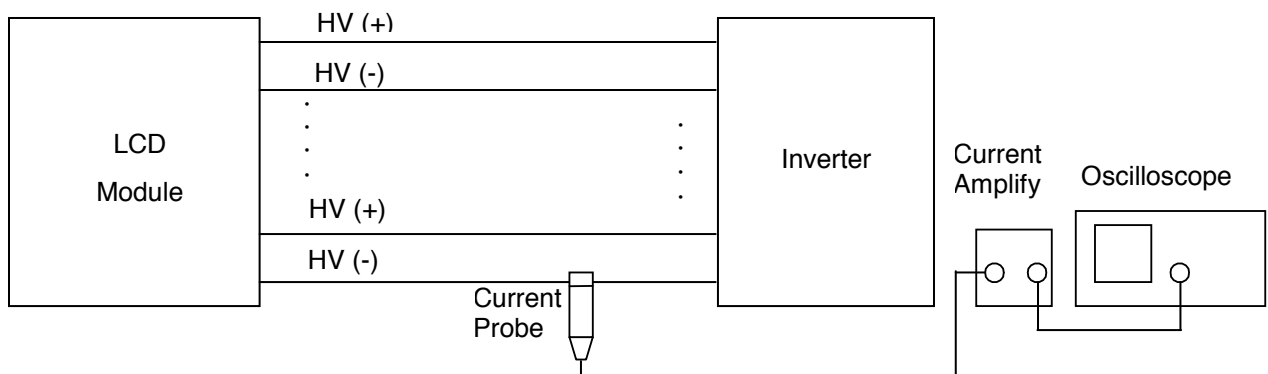 HV (+)
HV (-)
LCD
Module
Inverter
HV (+)
HV (-)
Current
Probe
Current
Amplify
Oscilloscope